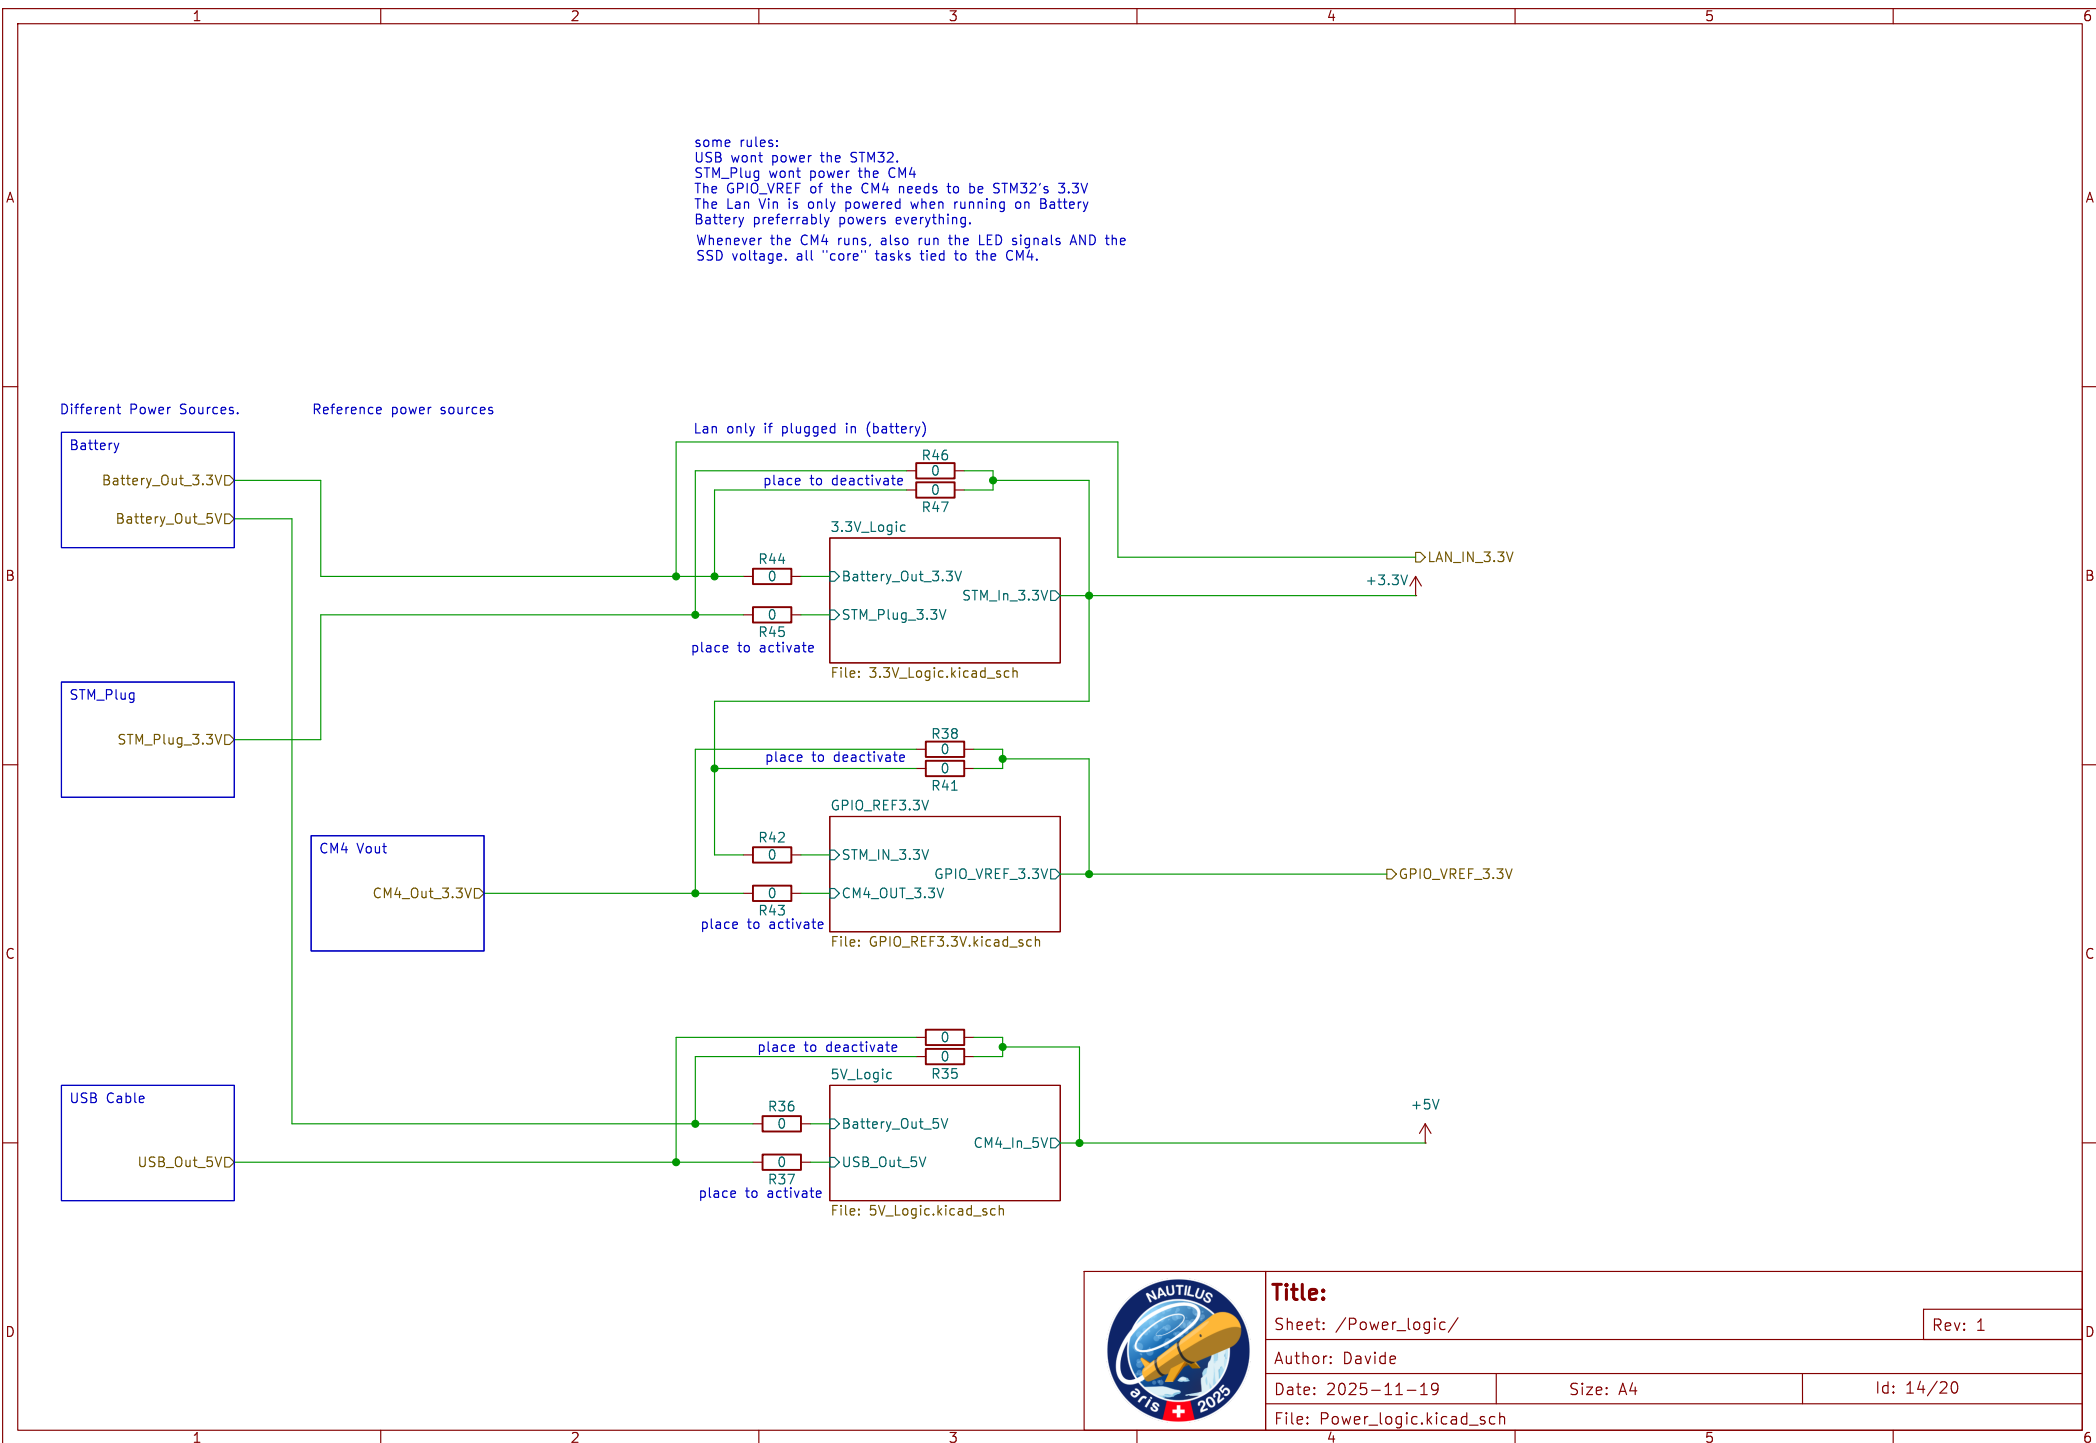 1 2 3 4 5 6
A A
B B
C C
D D
some rules:
USB wont power the STM32.
STM_Plug wont power the CM4
The GPIO_VREF of the CM4 needs to be STM32's 3.3V
The Lan Vin is only powered when running on Battery
Battery preferrably powers everything.
Whenever the CM4 runs, also run the LED signals AND the
SSD voltage. all "core" tasks tied to the CM4.
Different Power Sources.
Reference power sources
Battery
Battery_Out_3.3V
Battery_Out_5V
STM_Plug
STM_Plug_3.3V
CM4 Vout
CM4_Out_3.3V
USB Cable
USB_Out_5V
Lan only if plugged in (battery)
R46
0
place to deactivate
0
R47
3.3V_Logic
R44
0
Battery_Out_3.3V
STM_In_3.3V
0
STM_Plug_3.3V
R45
place to activate
File: 3.3V_Logic.kicad_sch
LAN_IN_3.3V
+3.3V
R38
0
place to deactivate
0
R41
GPIO_REF3.3V
R42
0
STM_IN_3.3V
GPIO_VREF_3.3V
0
CM4_OUT_3.3V
R43
place to activate
File: GPIO_REF3.3V.kicad_sch
GPIO_VREF_3.3V
0
place to deactivate
0
R35
5V_Logic
R36
0
Battery_Out_5V
CM4_In_5V
0
USB_Out_5V
R37
place to activate
File: 5V_Logic.kicad_sch
+5V
NAUTILUS
aris 2025
Title:
Sheet: /Power_logic/
Rev: 1
Author: Davide
Date: 2025-11-19
Size: A4
Id: 14/20
File: Power_logic.kicad_sch
1 2 3 4 5 6